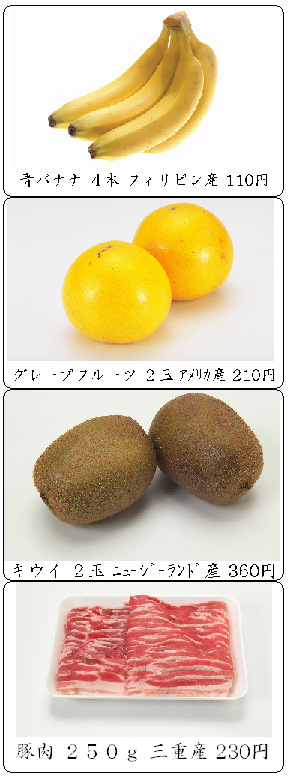 青バナナ ４本 フィリピン産 110円
グレープフルーツ ２玉 ｱﾒﾘｶ産 210円
キウイ ２玉 ﾆｭｰｼﾞｰﾗﾝﾄﾞ産 360円
豚肉 ２５０ｇ 三重産 230円